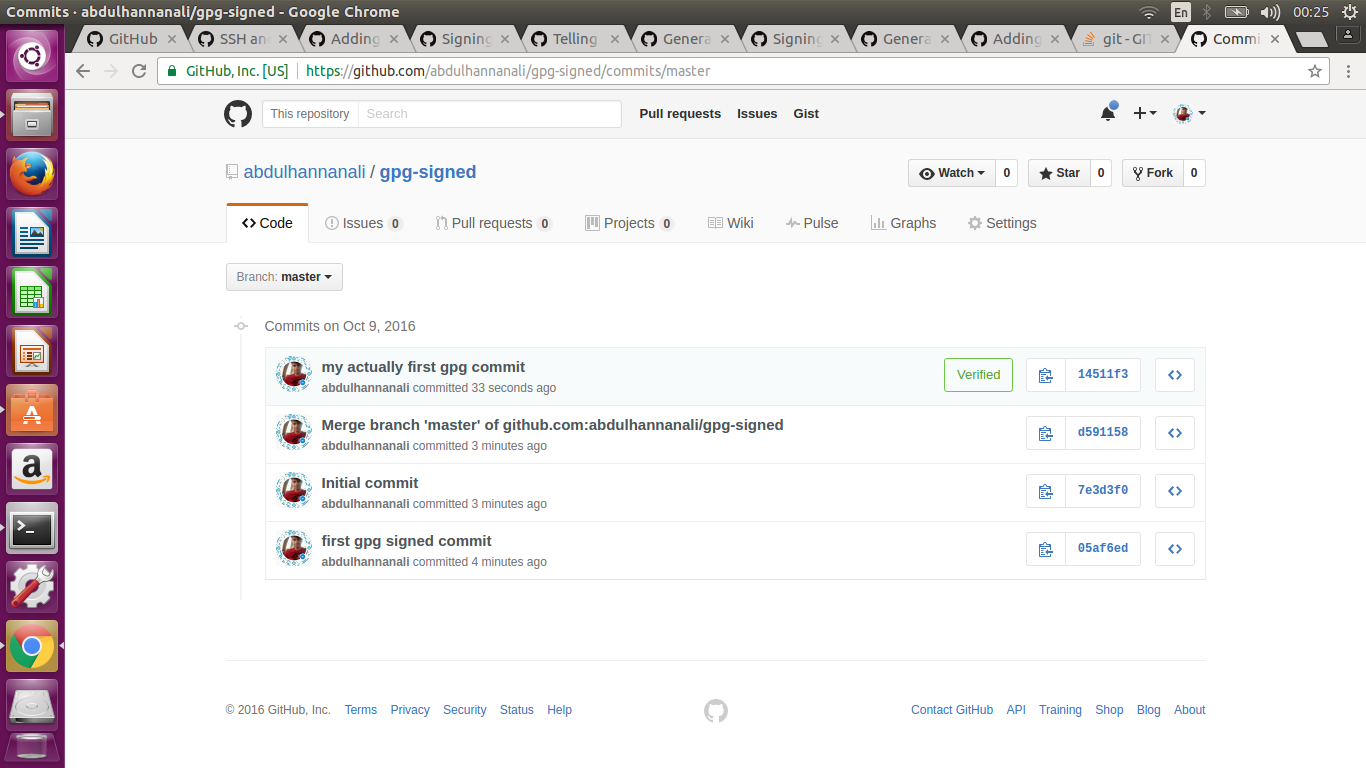 Commits · abdulhannanali/gpg-signed - Google Chrome
En
00:25
GitHub
SSH an
Adding
Signing
Telling
Genera
Signing
Genera
Adding
git - GIT
Commi
GitHub, Inc. [US]
https://github.com/abdulhannanali/gpg-signed/commits/master
This repository
Search
Pull requests
Issues
Gist
abdulhannanali / gpg-signed
Watch
0
Star
0
Fork
0
Code
Issues 0
Pull requests 0
Projects 0
Wiki
Pulse
Graphs
Settings
Branch: master
Commits on Oct 9, 2016
my actually first gpg commit
abdulhannanali committed 33 seconds ago
Verified
14511f3
Merge branch 'master' of github.com:abdulhannanali/gpg-signed
abdulhannanali committed 3 minutes ago
d591158
Initial commit
abdulhannanali committed 3 minutes ago
7e3d3f0
first gpg signed commit
abdulhannanali committed 4 minutes ago
05af6ed
© 2016 GitHub, Inc.
Terms
Privacy
Security
Status
Help
Contact GitHub
API
Training
Shop
Blog
About